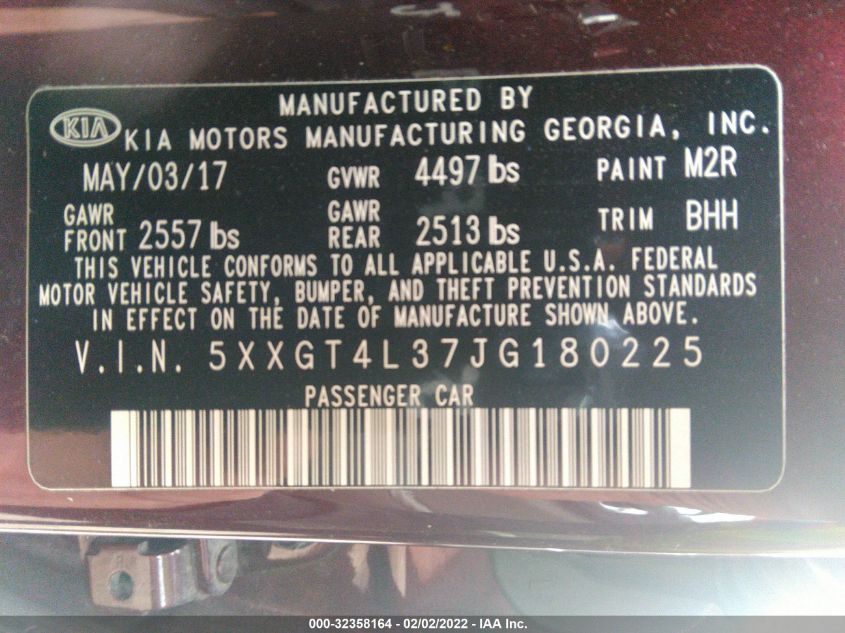 MANUFACTURED BY
KIA KIA MOTORS MANUFACTURING GEORGIA, INC.
MAY/03/17 GVWR 4497 lbs PAINT M2R
GAWR FRONT 2557 lbs GAWR REAR 2513 lbs TRIM BHH
THIS VEHICLE CONFORMS TO ALL APPLICABLE U.S.A. FEDERAL
MOTOR VEHICLE SAFETY, BUMPER, AND THEFT PREVENTION STANDARDS
IN EFFECT ON THE DATE OF MANUFACTURE SHOWN ABOVE.
V.I.N. 5XXGT4L37JG180225
PASSENGER CAR
000-32358164 - 02/02/2022 - IAA Inc.